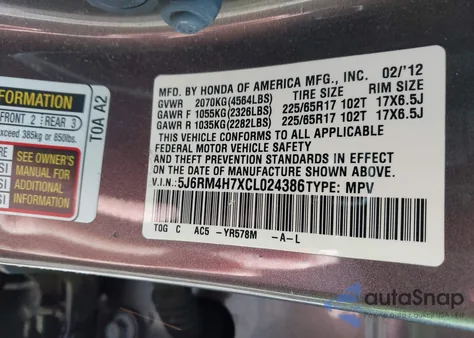 FORMATION
FRONT 2 REAR 3
exceed 385kg or 850lbs.
SEE OWNER'S
MANUAL FOR
ADDITIONAL
INFORMATION
T0A A2
MFD. BY HONDA OF AMERICA MFG., INC. 02/'12
GVWR 2070KG(4564LBS) TIRE SIZE RIM SIZE
GAWR F 1055KG(2326LBS) 225/65R17 102T 17X6.5J
GAWR R 1035KG(2282LBS) 225/65R17 102T 17X6.5J
THIS VEHICLE CONFORMS TO ALL APPLICABLE
FEDERAL MOTOR VEHICLE SAFETY
AND THEFT PREVENTION STANDARDS IN EFFECT
ON THE DATE OF MANUFACTURE SHOWN ABOVE.
V.I.N: 5J6RM4H7XCL024386 TYPE: MPV
T0G C AC5 -YR578M -A-L
autoSnap